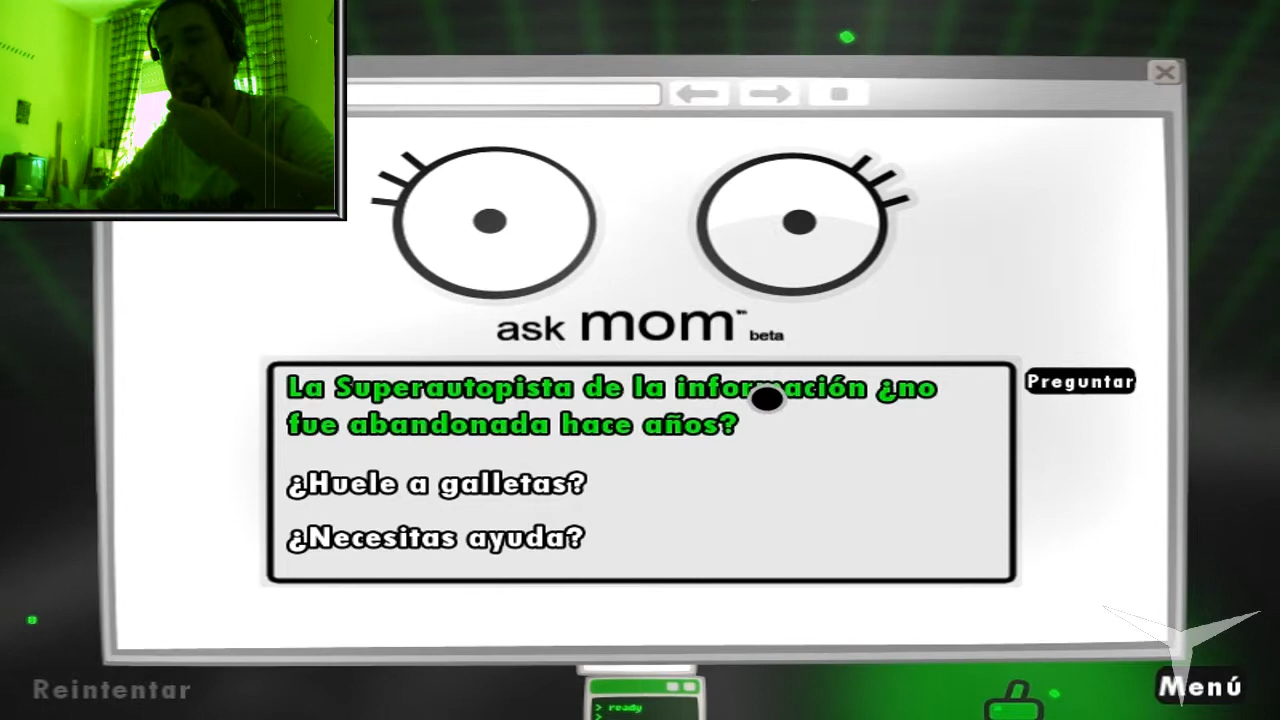 ask mom™ beta
La Superautopista de la información ¿no
fue abandonada hace años?
Preguntar
¿Huele a galletas?
¿Necesitas ayuda?
Reintentar
> ready
>
Menú